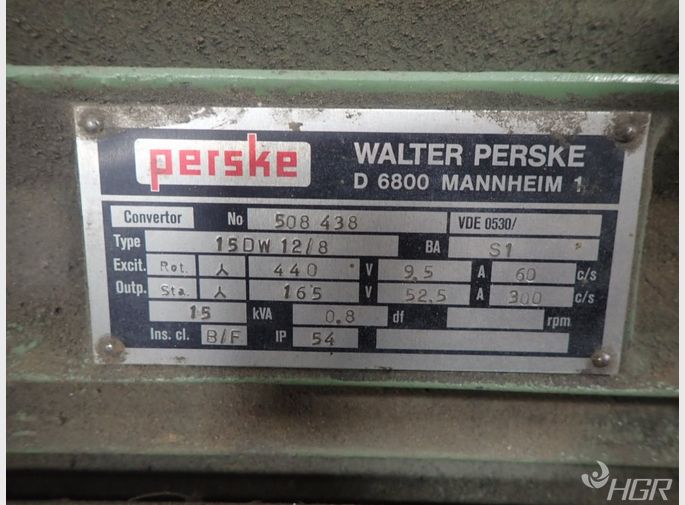 perske WALTER PERSKE
D 6800 MANNHEIM 1
Convertor No 508 438 VDE 0530/
Type 15DW 12/8 BA S1
Excit. Rot. 440 V 9.5 A 60 c/s
Outp. Sta. 165 V 52.5 A 300 c/s
15 kVA 0.8 df rpm
Ins. cl. B/F IP 54
HGR